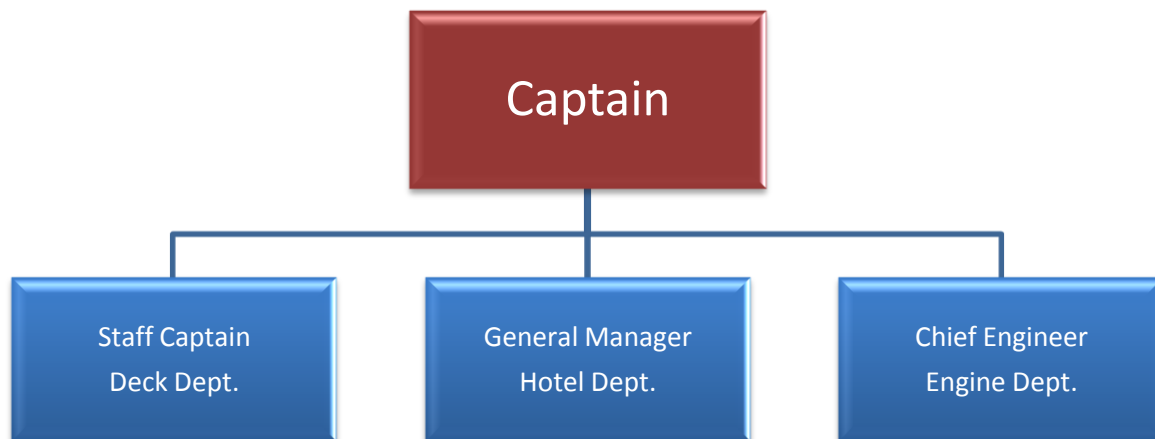 Captain
Staff Captain
Deck Dept.
General Manager
Hotel Dept.
Chief Engineer
Engine Dept.